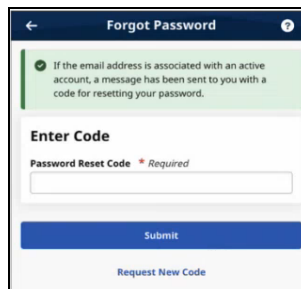 Forgot Password
If the email address is associated with an active
account, a message has been sent to you with a
code for resetting your password.
Enter Code
Password Reset Code * Required
Submit
Request New Code